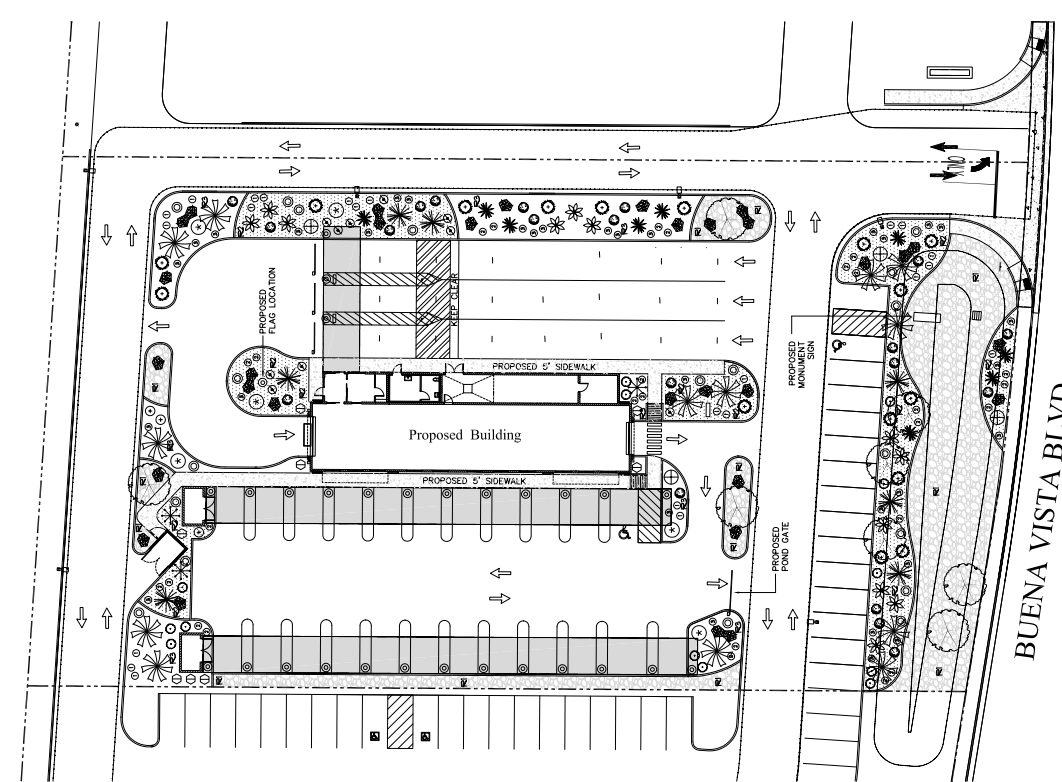 ONLY
PROPOSED
FLAG LOCATION
KEEP CLEAR
PROPOSED 5' SIDEWALK
PROPOSED
MONUMENT
SIGN
Proposed Building
PROPOSED 5' SIDEWALK
PROPOSED
POND GATE
BUENA VISTA BLVD